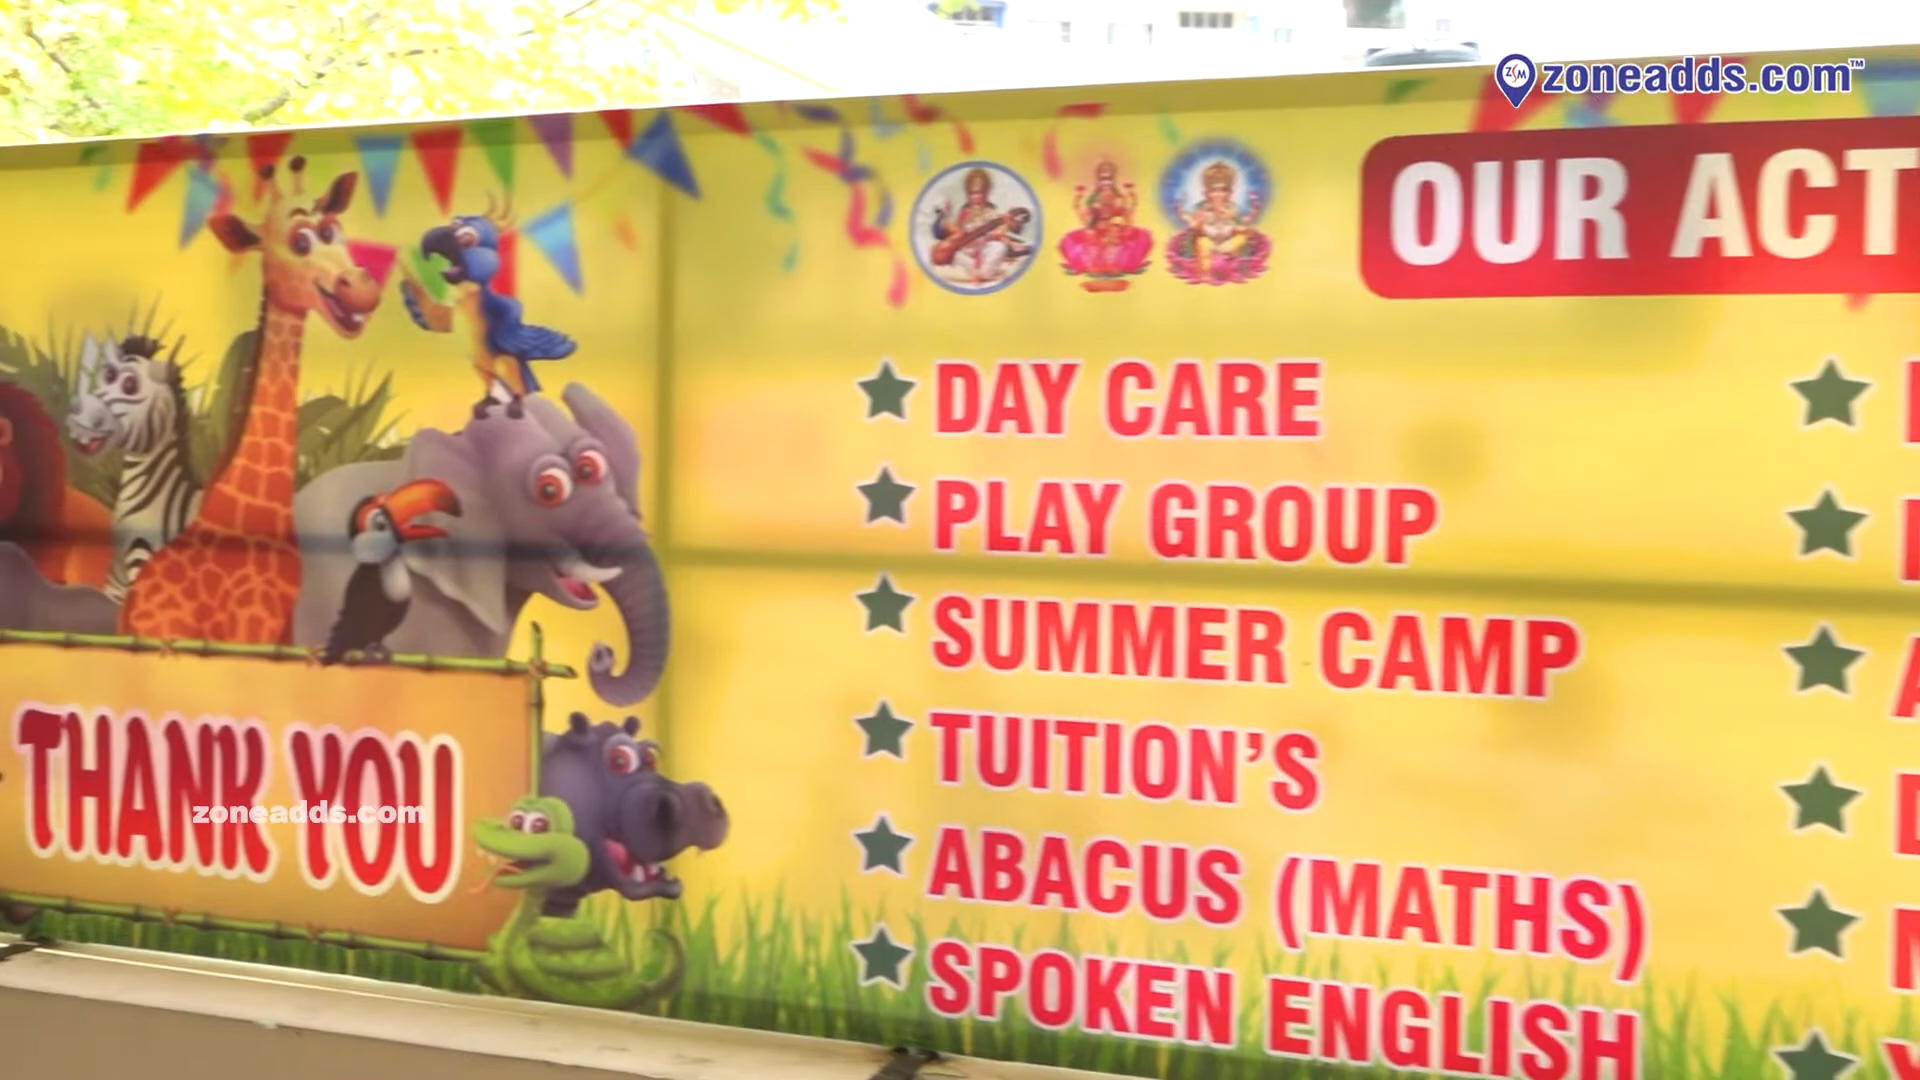 ZSM zoneadds.com™
OUR ACT
DAY CARE
PLAY GROUP
SUMMER CAMP
TUITION'S
ABACUS (MATHS)
SPOKEN ENGLISH
THANK YOU
zoneadds.com